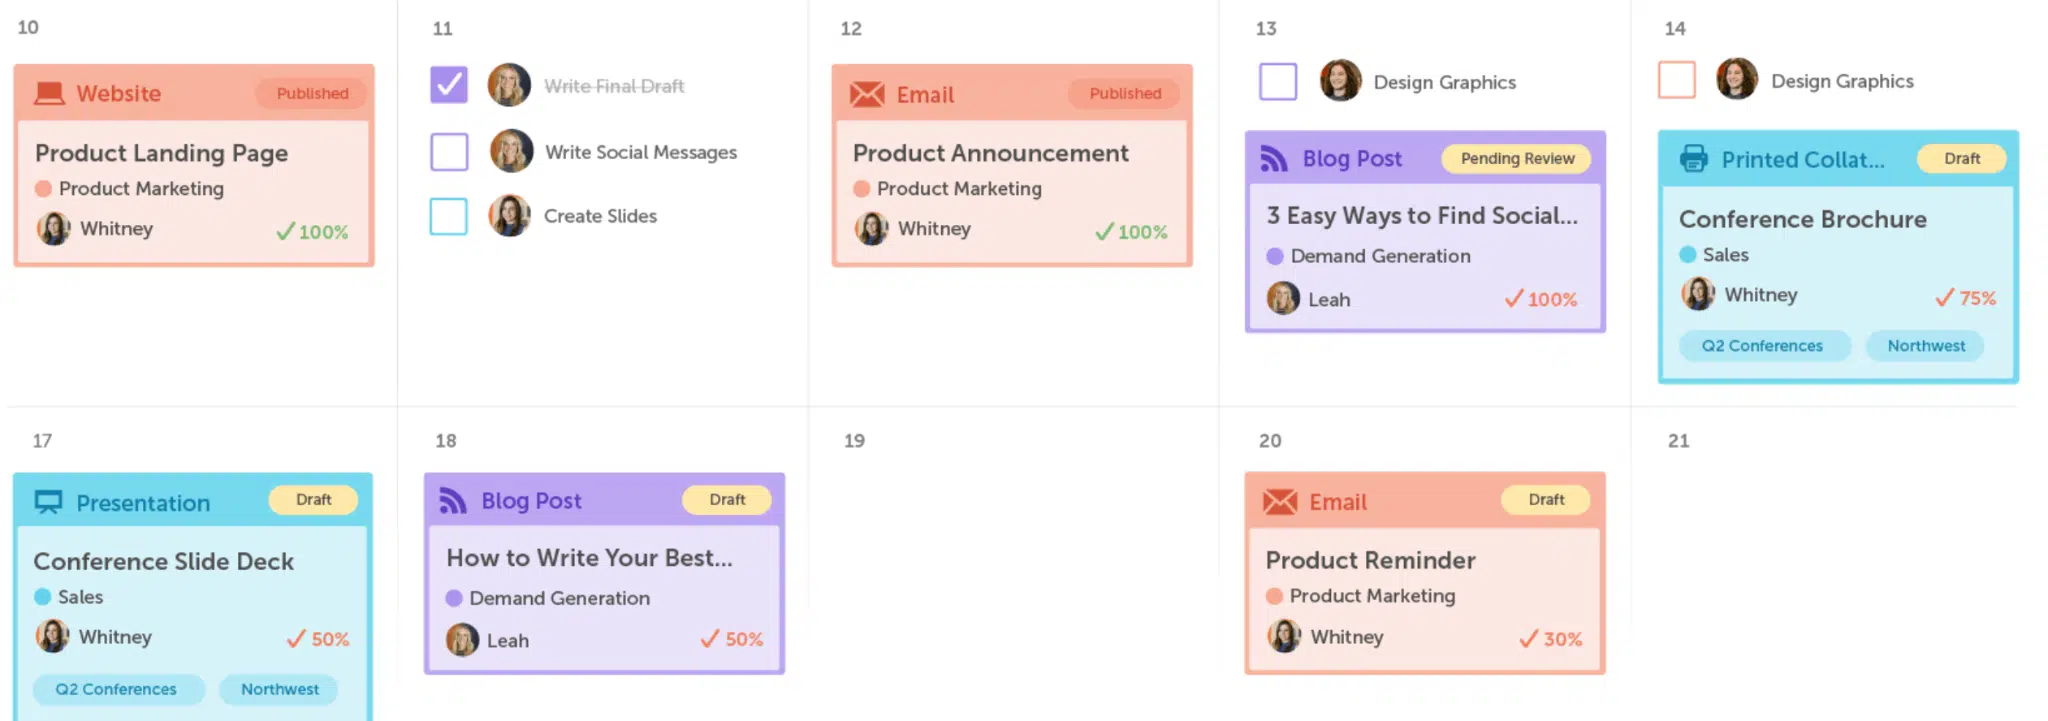 10
Website Published
Product Landing Page
Product Marketing
Whitney 100%
11
Write Final Draft
Write Social Messages
Create Slides
12
Email Published
Product Announcement
Product Marketing
Whitney 100%
13
Design Graphics
Blog Post Pending Review
3 Easy Ways to Find Social...
Demand Generation
Leah 100%
14
Design Graphics
Printed Collat... Draft
Conference Brochure
Sales
Whitney 75%
Q2 Conferences Northwest
17
Presentation Draft
Conference Slide Deck
Sales
Whitney 50%
Q2 Conferences Northwest
18
Blog Post Draft
How to Write Your Best...
Demand Generation
Leah 50%
19
20
Email Draft
Product Reminder
Product Marketing
Whitney 30%
21